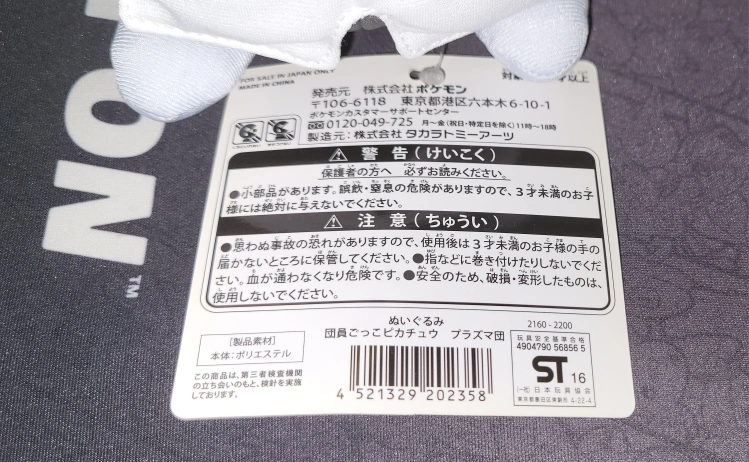 FOR SALE IN JAPAN ONLY
MADE IN CHINA
以上
発売元 株式会社 ポケモン
〒106-6118 東京都港区六本木6-10-1
ポケモンカスタマーサポートセンター
0120-049-725 月～金(祝日・特定日を除く)11時～18時
製造元:株式会社 タカラトミーアーツ
警告(けいこく)
保護者の方へ 必ずお読みください。
●小部品があります。誤飲・窒息の危険がありますので、3才未満のお子
様には絶対に与えないでください。
注意(ちゅうい)
●思わぬ事故の恐れがありますので、使用後は3才未満のお子様の手の
届かないところに保管してください。●指などに巻き付けたりしないでくだ
さい。血が通わなくなり危険です。●安全のため、破損・変形したものは、
使用しないでください。
[製品素材]
本体:ポリエステル
この商品は、第三者検査機関
の立ち会いのもと、検針を実施
しております。
ぬいぐるみ
団員ごっこピカチュウ プラズマ団
2160-2200
4 521329 202358
玩具安全基準合格
4904790 56856 5
ST 16
(一社)日本玩具協会
東京都墨田区東駒形 4-22-4
ON
TM